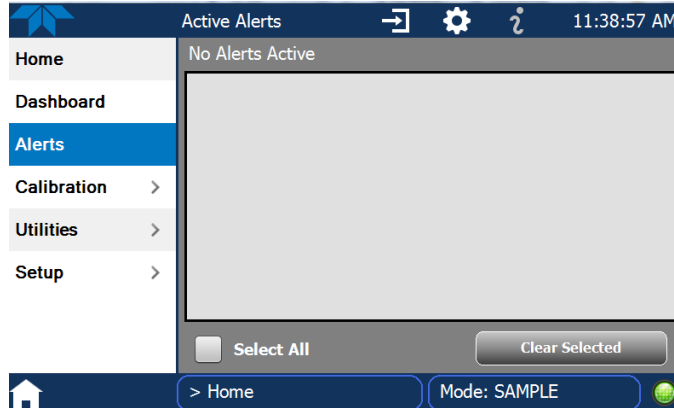 Active Alerts
11:38:57 AM
Home
No Alerts Active
Dashboard
Alerts
Calibration >
Utilities >
Setup >
Select All
Clear Selected
> Home
Mode: SAMPLE